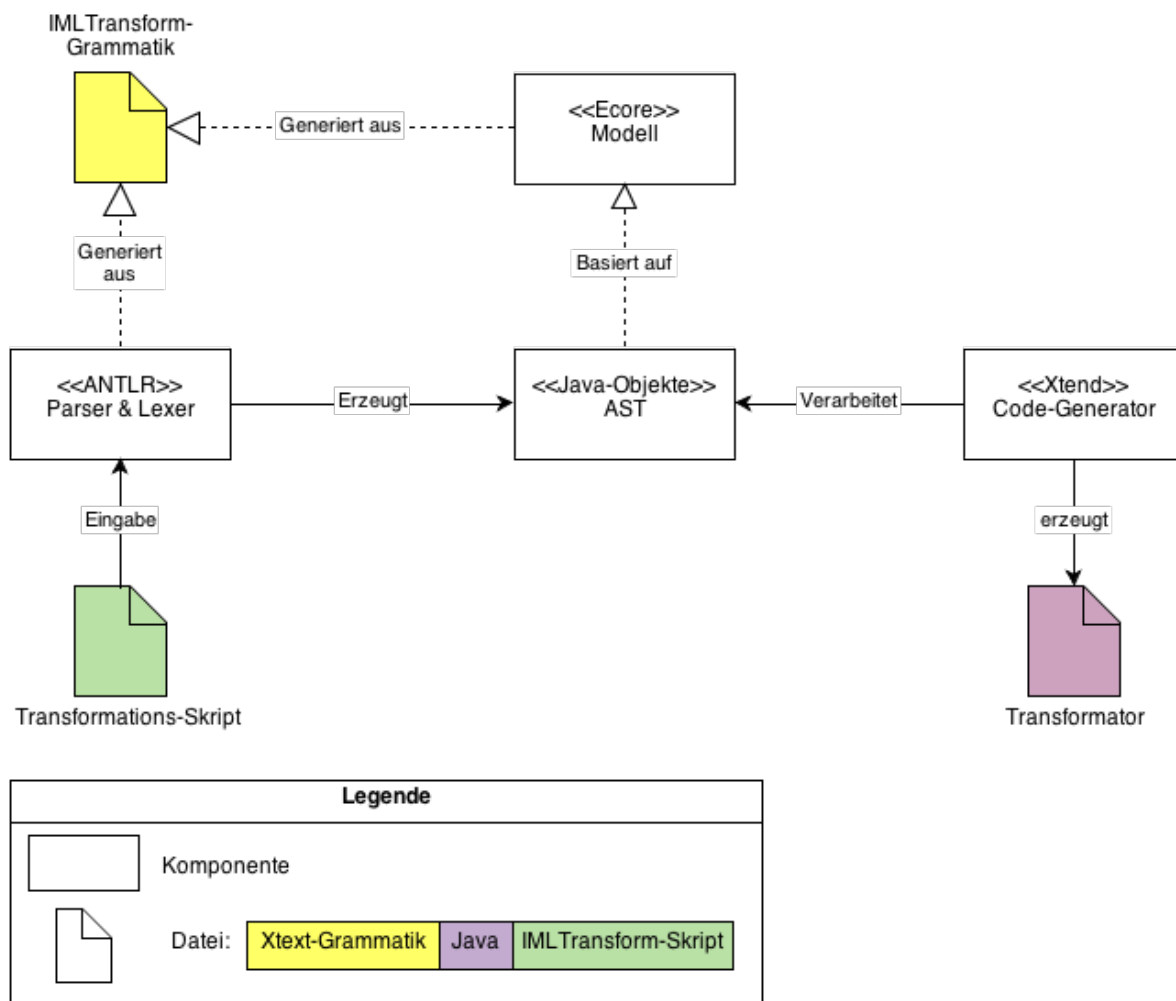 IMLTransform-
Grammatik
Generiert aus
<<Ecore>>
Modell
Generiert
aus
Basiert auf
<<ANTLR>>
Parser & Lexer
Erzeugt
<<Java-Objekte>>
AST
Verarbeitet
<<Xtend>>
Code-Generator
Eingabe
erzeugt
Transformations-Skript
Transformator
Legende
Komponente
Datei:
Xtext-Grammatik
Java
IMLTransform-Skript